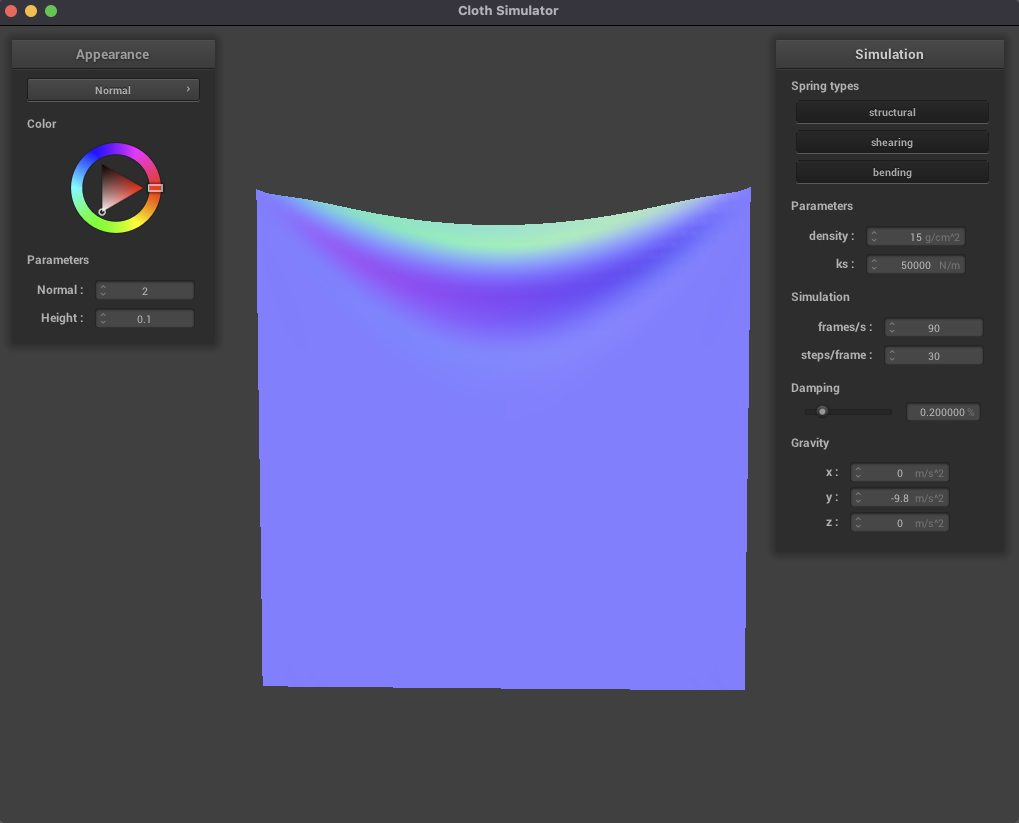 Cloth Simulator
Appearance
Normal ›
Color
Parameters
Normal : 2
Height : 0.1
Simulation
Spring types
structural
shearing
bending
Parameters
density : 15 g/cm^2
ks : 50000 N/m
Simulation
frames/s : 90
steps/frame : 30
Damping
0.200000 %
Gravity
x : 0 m/s^2
y : -9.8 m/s^2
z : 0 m/s^2